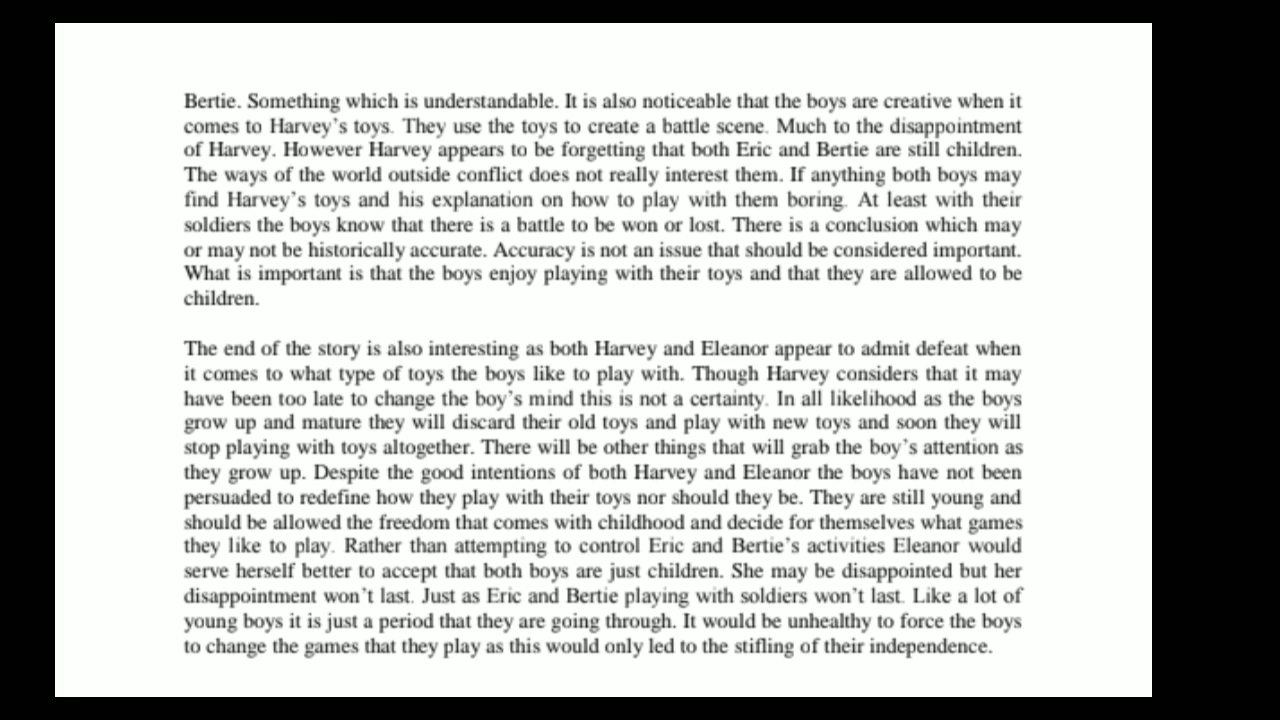 Bertie. Something which is understandable. It is also noticeable that the boys are creative when it
comes to Harvey's toys. They use the toys to create a battle scene. Much to the disappointment
of Harvey. However Harvey appears to be forgetting that both Eric and Bertie are still children.
The ways of the world outside conflict does not really interest them. If anything both boys may
find Harvey's toys and his explanation on how to play with them boring. At least with their
soldiers the boys know that there is a battle to be won or lost. There is a conclusion which may
or may not be historically accurate. Accuracy is not an issue that should be considered important.
What is important is that the boys enjoy playing with their toys and that they are allowed to be
children.

The end of the story is also interesting as both Harvey and Eleanor appear to admit defeat when
it comes to what type of toys the boys like to play with. Though Harvey considers that it may
have been too late to change the boy's mind this is not a certainty. In all likelihood as the boys
grow up and mature they will discard their old toys and play with new toys and soon they will
stop playing with toys altogether. There will be other things that will grab the boy's attention as
they grow up. Despite the good intentions of both Harvey and Eleanor the boys have not been
persuaded to redefine how they play with their toys nor should they be. They are still young and
should be allowed the freedom that comes with childhood and decide for themselves what games
they like to play. Rather than attempting to control Eric and Bertie's activities Eleanor would
serve herself better to accept that both boys are just children. She may be disappointed but her
disappointment won't last. Just as Eric and Bertie playing with soldiers won't last. Like a lot of
young boys it is just a period that they are going through. It would be unhealthy to force the boys
to change the games that they play as this would only led to the stifling of their independence.